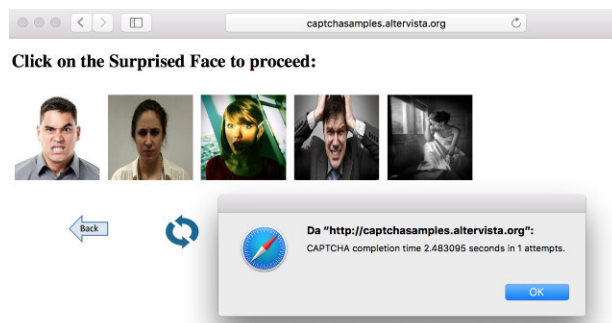 captchasamples.altervista.org
Click on the Surprised Face to proceed:
Back
Da "http://captchasamples.altervista.org":
CAPTCHA completion time 2.483095 seconds in 1 attempts.
OK